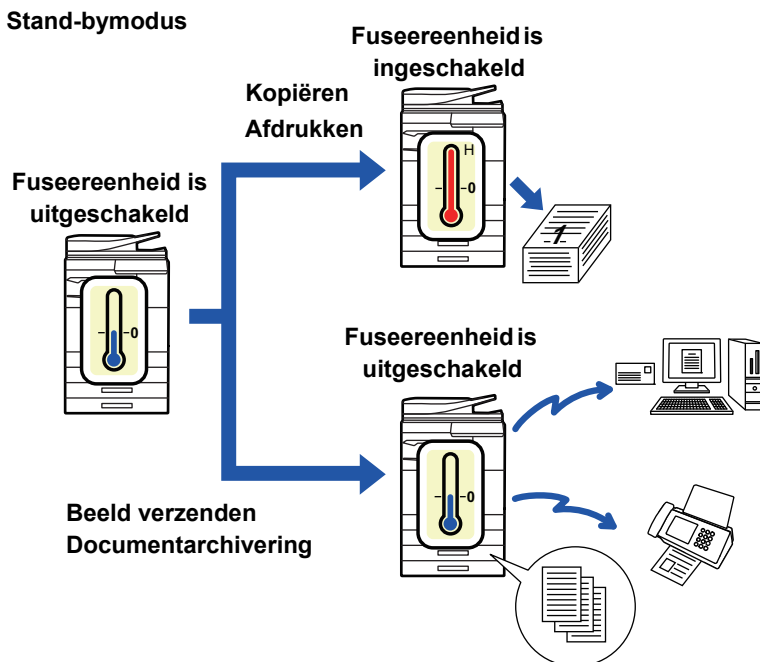 Stand-bymodus
Fuseereenheid is
ingeschakeld
Kopiëren
Afdrukken
H
0
1
Fuseereenheid is
uitgeschakeld
0
Fuseereenheid is
uitgeschakeld
0
Beeld verzenden
Documentarchivering